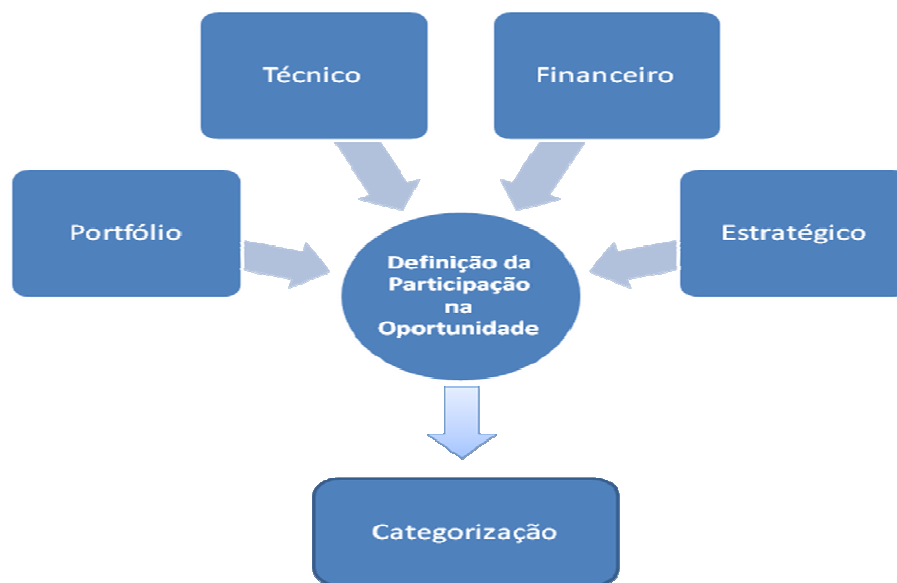 Técnico
Financeiro
Portfólio
Estratégico
Definição da
Participação
na
Oportunidade
Categorização